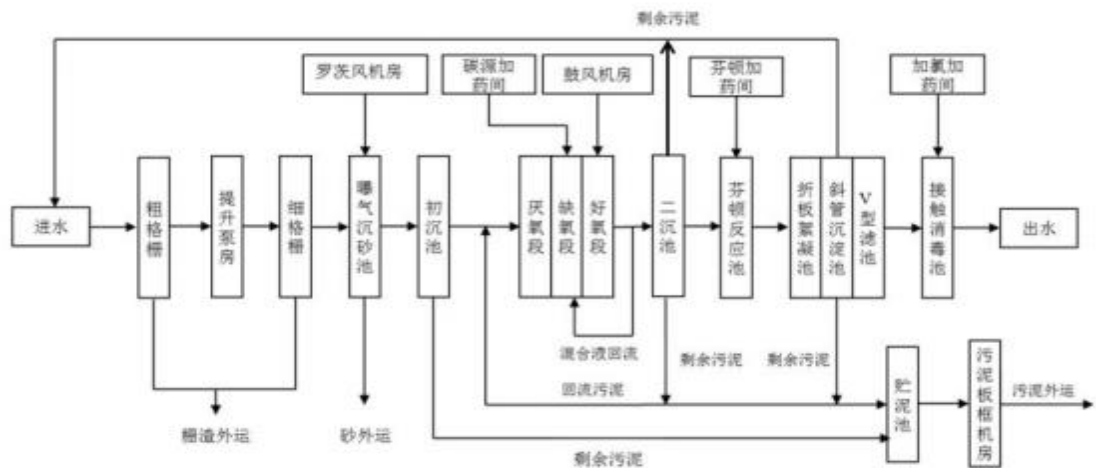 剩余污泥
罗茨风机房
碳源加
药间
鼓风机房
芬顿加
药间
加氯加
药间
进水
粗格栅
提升泵房
细格栅
曝气沉砂池
初沉池
厌氧段
缺氧段
好氧段
二沉池
芬顿反应池
折板絮凝池
斜管沉淀池
V型滤池
接触消毒池
出水
混合液回流
剩余污泥
剩余污泥
回流污泥
贮泥池
污泥板框机房
污泥外运
栅渣外运
砂外运
剩余污泥